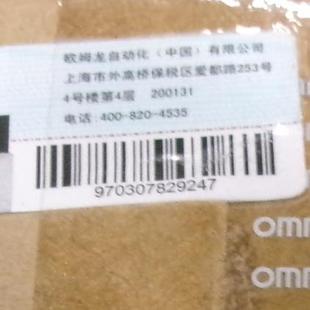 欧姆龙自动化（中国）有限公司
上海市外高桥保税区爱都路253号
4号楼第4层 200131
电话：400-820-4535
970307829247